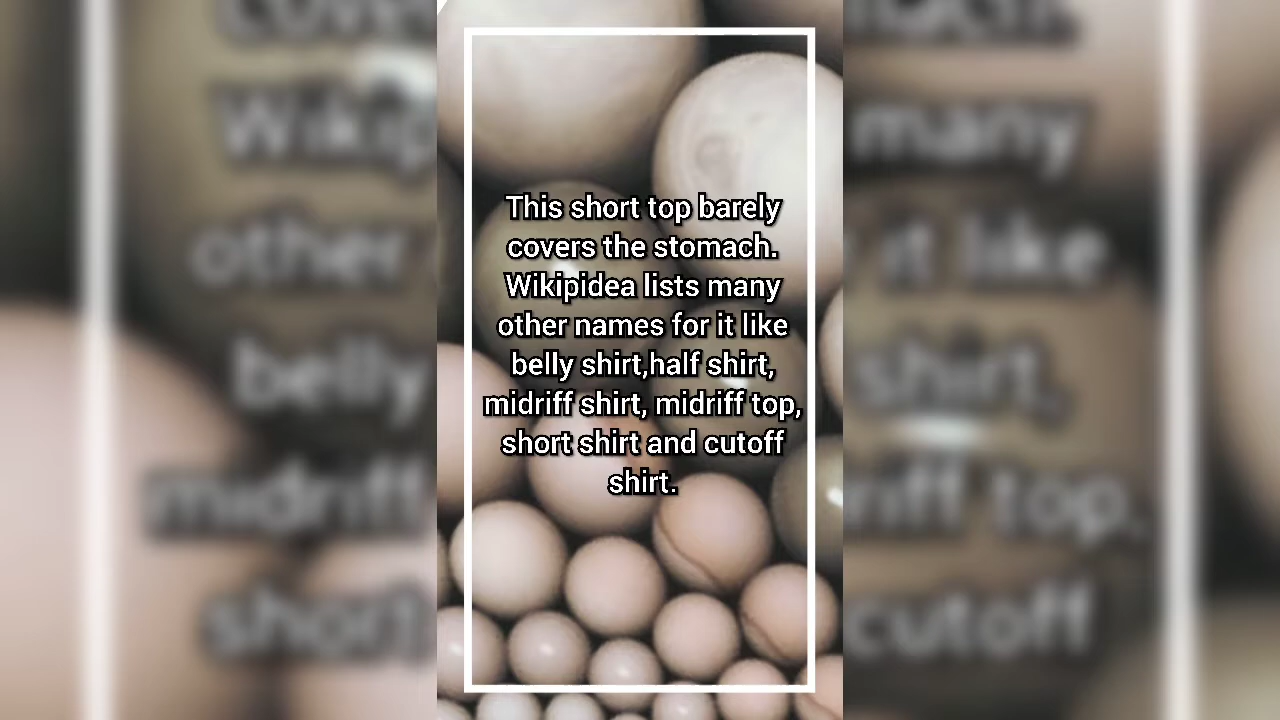 This short top barely
covers the stomach.
Wikipidea lists many
other names for it like
belly shirt,half shirt,
midriff shirt, midriff top,
short shirt and cutoff
shirt.